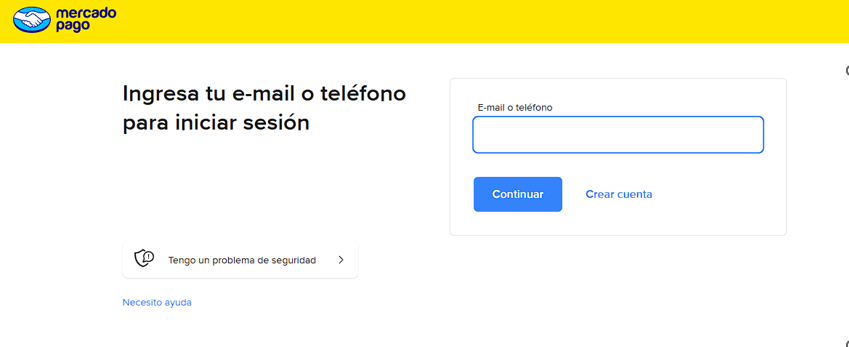 mercado
pago
Ingresa tu e-mail o teléfono
para iniciar sesión
E-mail o teléfono
Continuar
Crear cuenta
Tengo un problema de seguridad
Necesito ayuda